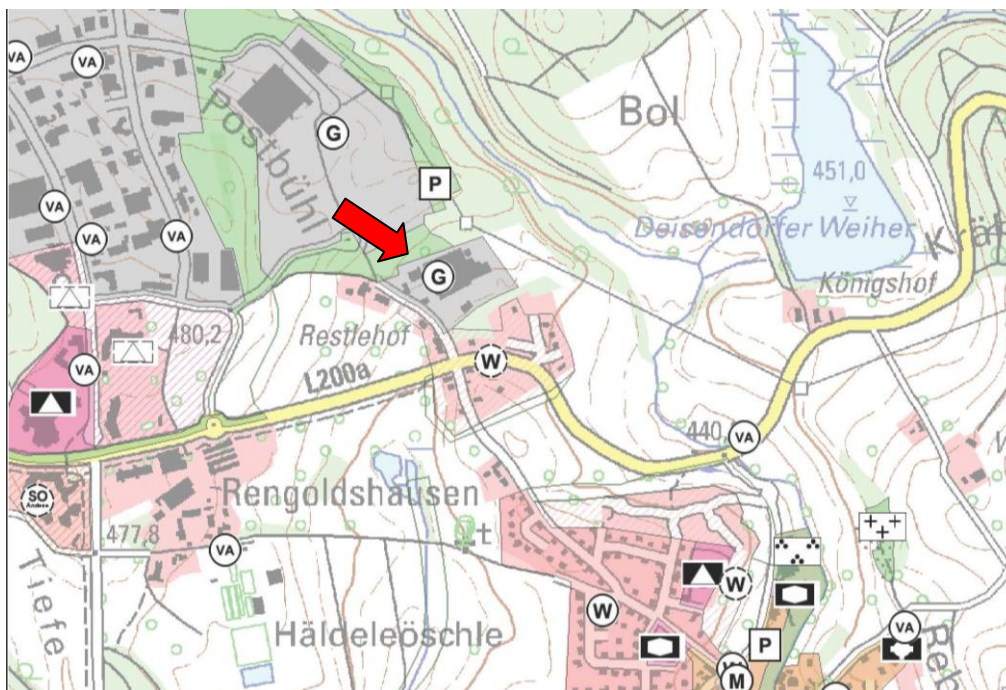 VA
VA
Postbühl
G
P
Bol
451,0
Deisendorfer Weiher
VA
VA
VA
G
Königshof
480,2
Restlehof
L200a
W
VA
440
VA
SO
Rengoldshausen
477,8
VA
Tiefe
Häldeleöschle
W
W
VA
P
M